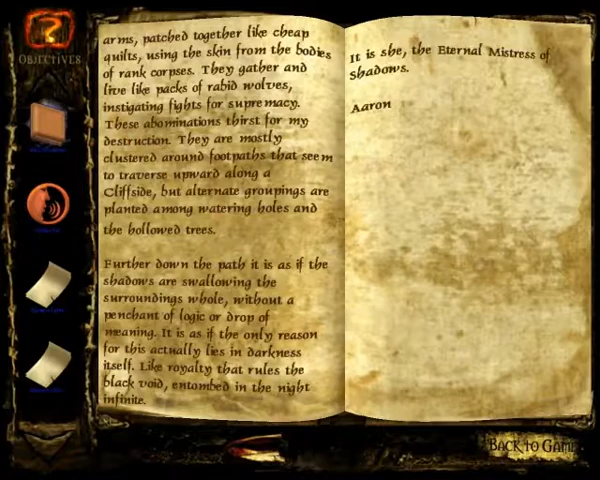 OBJECTIVES
arms, patched together like cheap
quilts, using the skin from the bodies
of rank corpses. They gather and
live like packs of rabid wolves,
instigating fights for supremacy.
These abominations thirst for my
destruction. They are mostly
clustered around footpaths that seem
to traverse upward along a
Cliffside, but alternate groupings are
planted among watering holes and
the hollowed trees.
Further down the path it is as if the
shadows are swallowing the
surroundings whole, without a
penchant of logic or drop of
meaning. It is as if the only reason
for this actually lies in darkness
itself. Like royalty that rules the
black void, entombed in the night
infinite.
It is she, the Eternal Mistress of
Shadows.
Aaron
BACK TO GAME